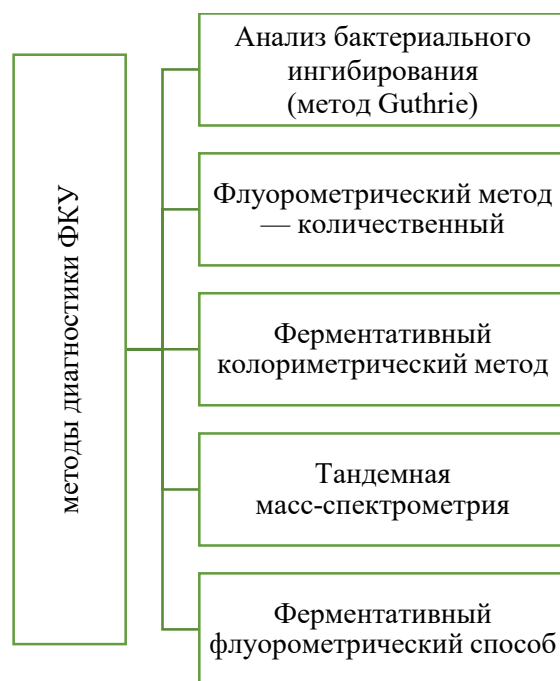 методы диагностики ФКУ
Анализ бактериального
ингибирования
(метод Guthrie)
Флуорометрический метод
— количественный
Ферментативный
колориметрический метод
Тандемная
масс-спектрометрия
Ферментативный
флуорометрический способ